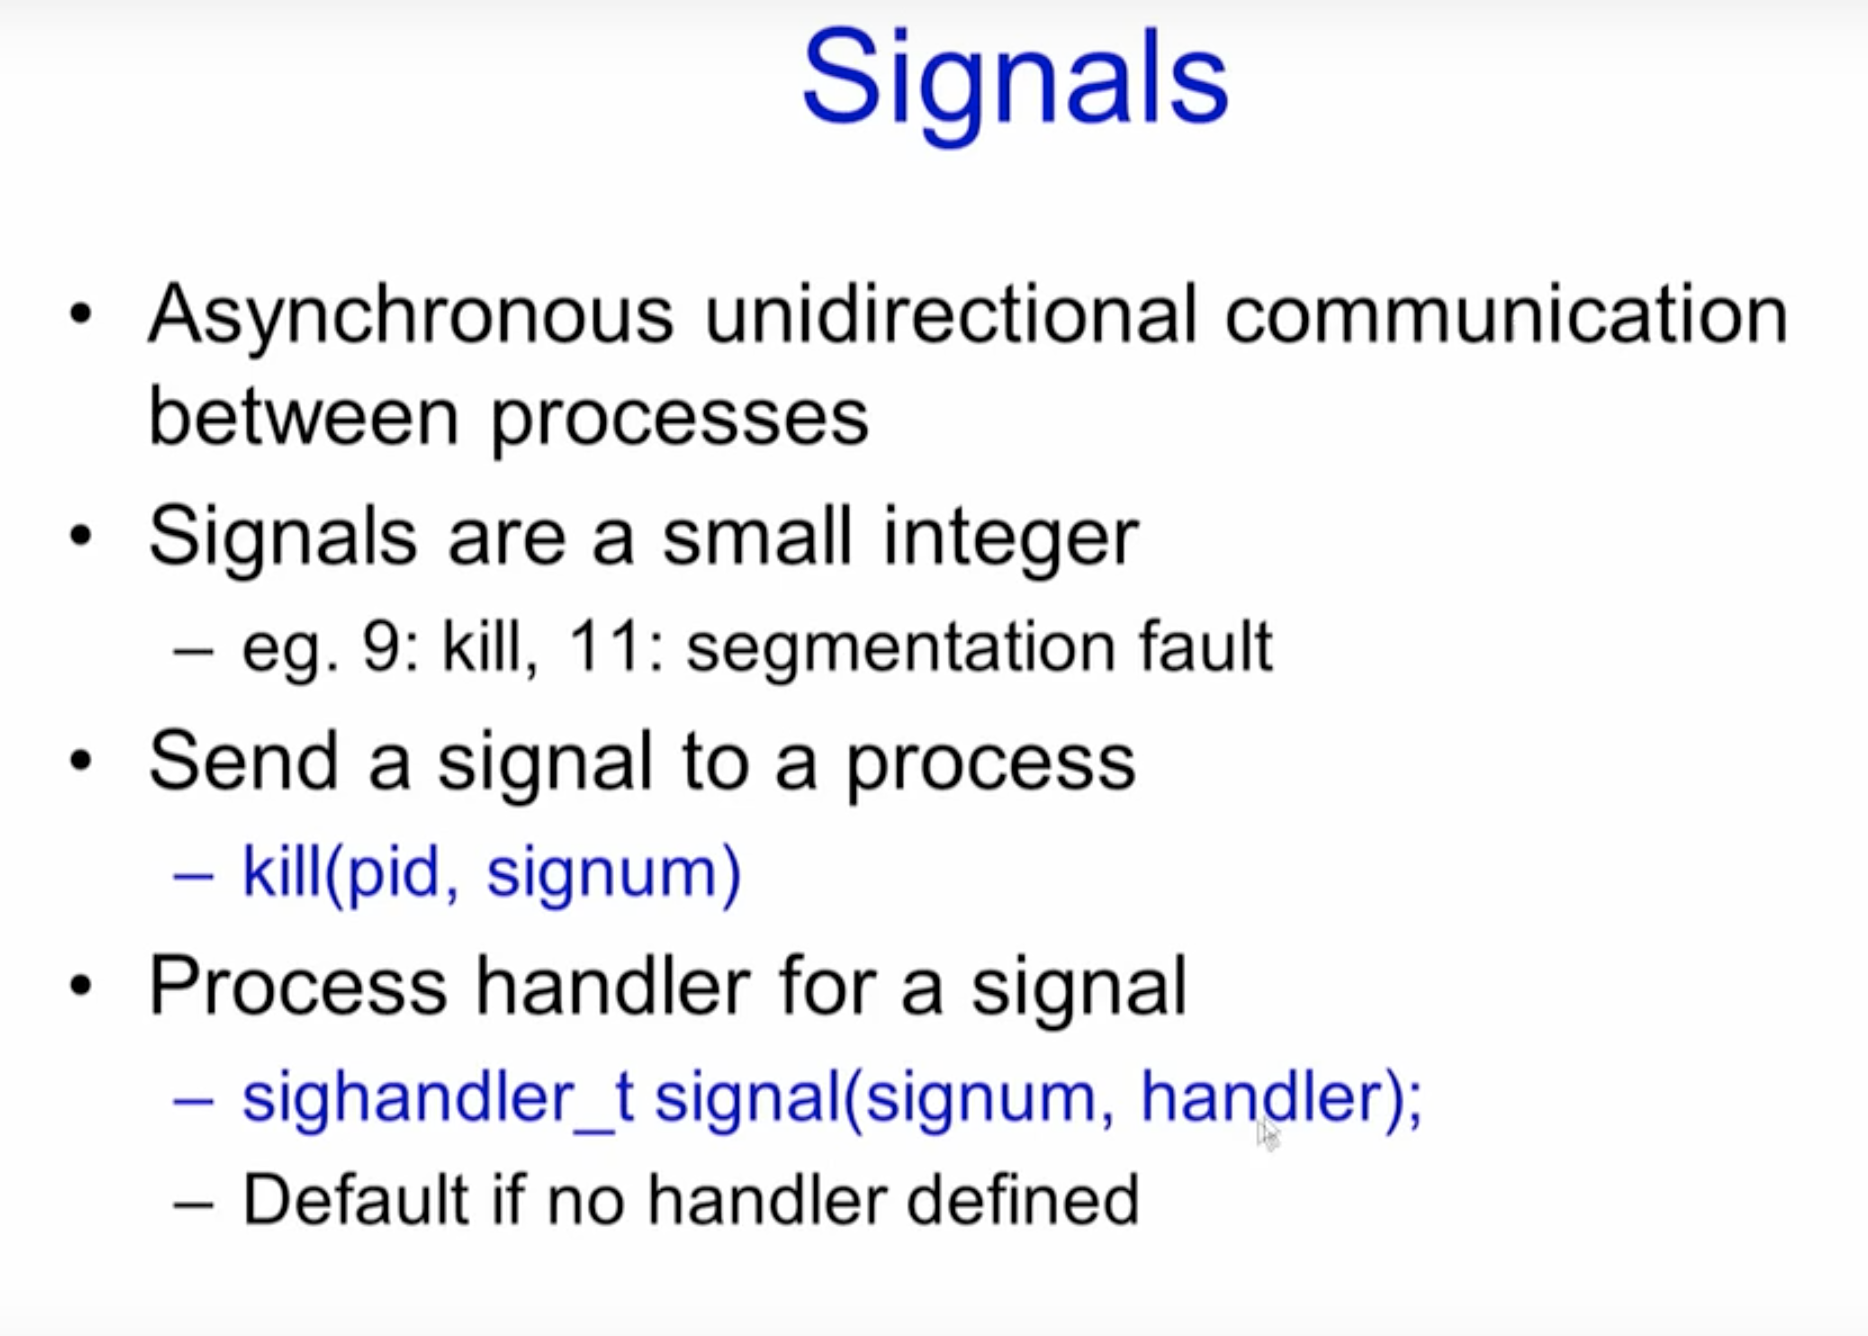 Signals
• Asynchronous unidirectional communication
between processes
• Signals are a small integer
– eg. 9: kill, 11: segmentation fault
• Send a signal to a process
– kill(pid, signum)
• Process handler for a signal
– sighandler_t signal(signum, handler);
– Default if no handler defined